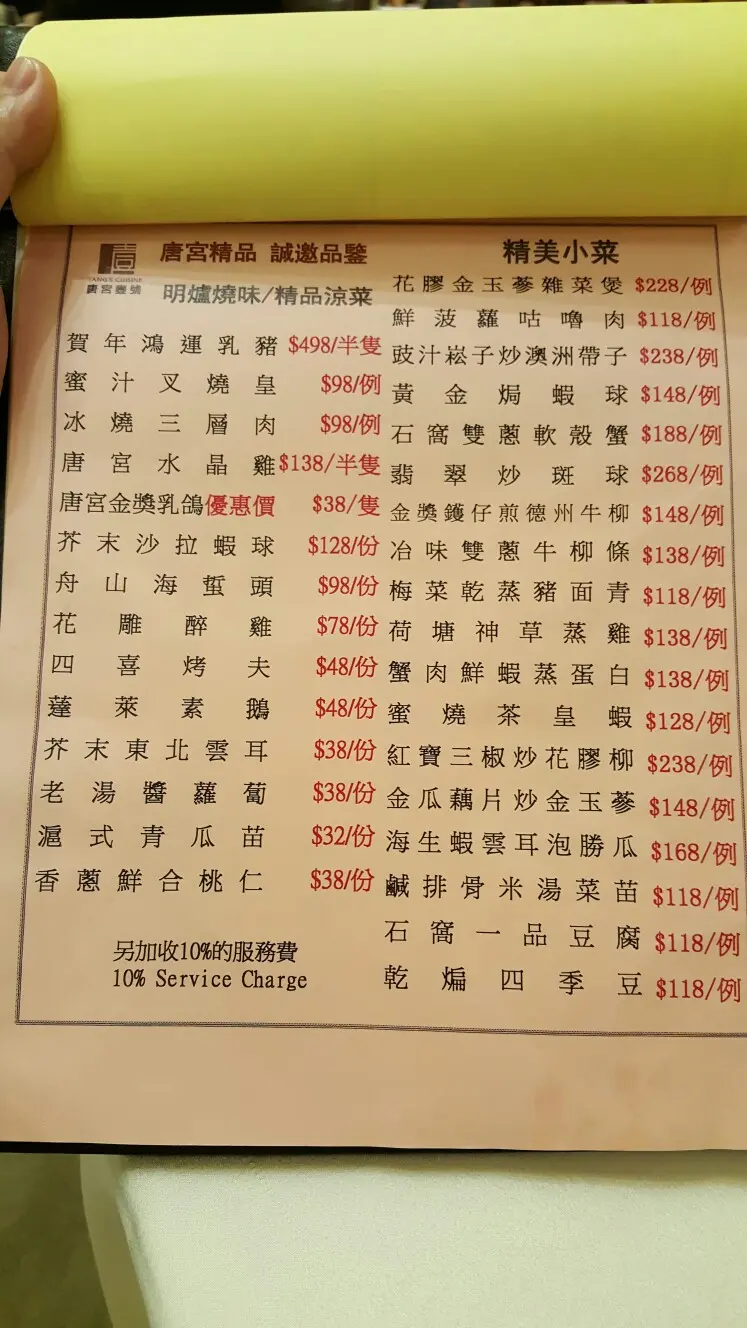 唐宮壹號
唐宮精品 誠邀品鑒
明爐燒味/精品涼菜
賀年鴻運乳豬 $498/半隻
蜜汁叉燒皇 $98/例
冰燒三層肉 $98/例
唐宮水晶雞 $138/半隻
唐宮金獎乳鴿優惠價 $38/隻
芥末沙拉蝦球 $128/份
舟山海蜇頭 $98/份
花雕醉雞 $78/份
四喜烤夫 $48/份
蓬萊素鵝 $48/份
芥末東北雲耳 $38/份
老湯醬蘿蔔 $38/份
滬式青瓜苗 $32/份
香蔥鮮合桃仁 $38/份
另加收10%的服務費
10% Service Charge
精美小菜
花膠金玉蔘雜菜煲 $228/例
鮮菠蘿咕嚕肉 $118/例
豉汁崧子炒澳洲帶子 $238/例
黃金焗蝦球 $148/例
石窩雙蔥軟殼蟹 $188/例
翡翠炒斑球 $268/例
金獎鑊仔煎德州牛柳 $148/例
冶味雙蔥牛柳條 $138/例
梅菜乾蒸豬面青 $118/例
荷塘神草蒸雞 $138/例
蟹肉鮮蝦蒸蛋白 $138/例
蜜燒茶皇蝦 $128/例
紅寶三椒炒花膠柳 $238/例
金瓜藕片炒金玉蔘 $148/例
海生蝦雲耳泡勝瓜 $168/例
鹹排骨米湯菜苗 $118/例
石窩一品豆腐 $118/例
乾煸四季豆 $118/例